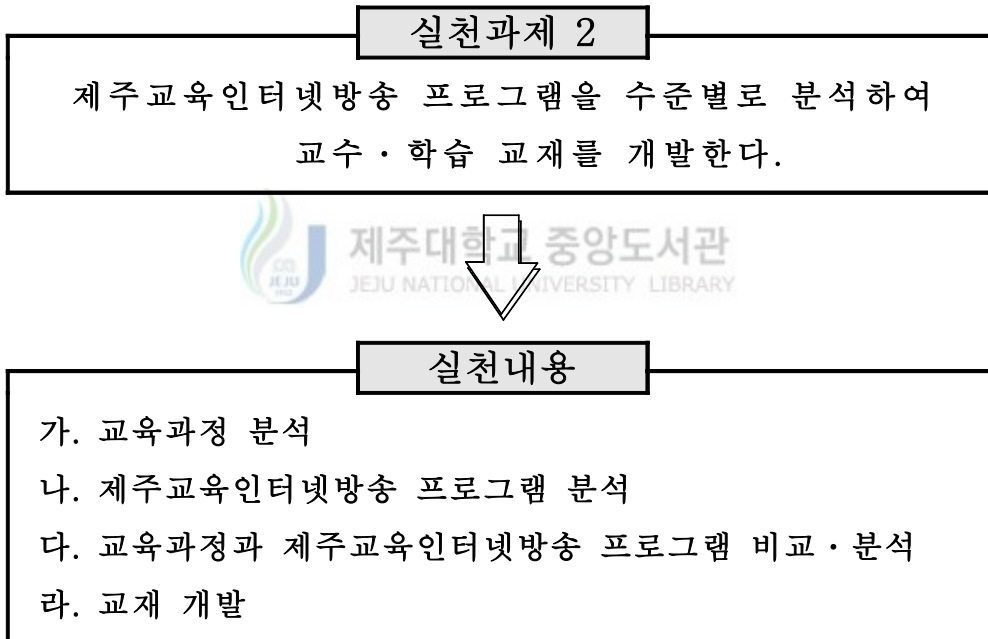 실천과제 2
제주교육인터넷방송 프로그램을 수준별로 분석하여
교수·학습 교재를 개발한다.
제주대학교 중앙도서관
JEJU NATIONAL UNIVERSITY LIBRARY
JEJU
1952
실천내용
가. 교육과정 분석
나. 제주교육인터넷방송 프로그램 분석
다. 교육과정과 제주교육인터넷방송 프로그램 비교·분석
라. 교재 개발